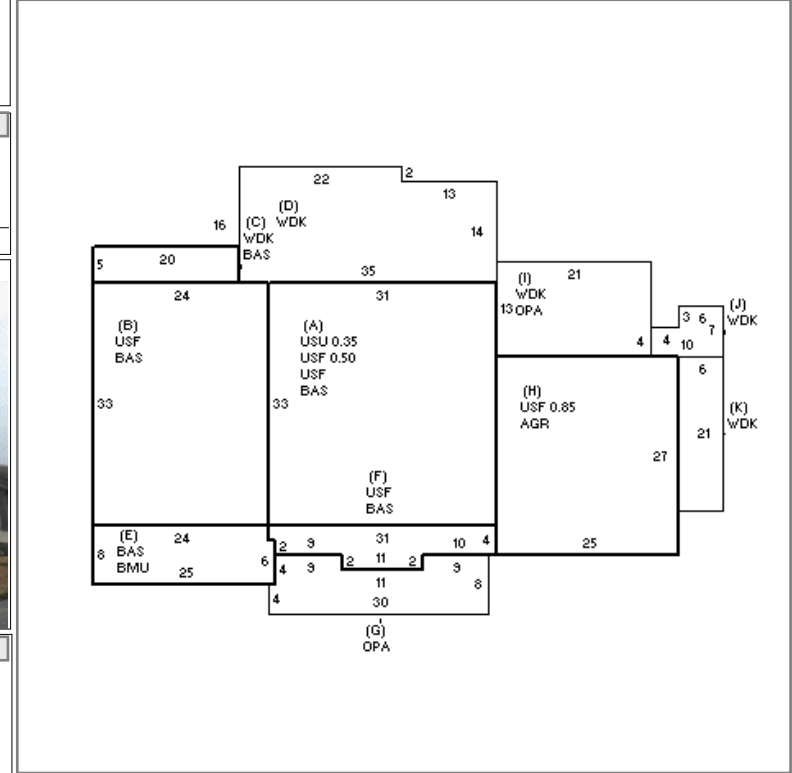 22
2
13
(D)
WDK
16
(C)
WDK
BAS
14
5
20
35
21
(I)
WDK
OPA
13
24
31
(J)
WDK
3
6
7
4
4
10
(B)
USF
BAS
(A)
USU 0.35
USF 0.50
USF
BAS
6
(H)
USF 0.85
AGR
33
33
(K)
WDK
21
27
(F)
USF
BAS
(E)
BAS
BMU
24
8
25
6
2
9
31
10
4
25
4
9
2
11
2
9
11
8
4
30
(G)
OPA